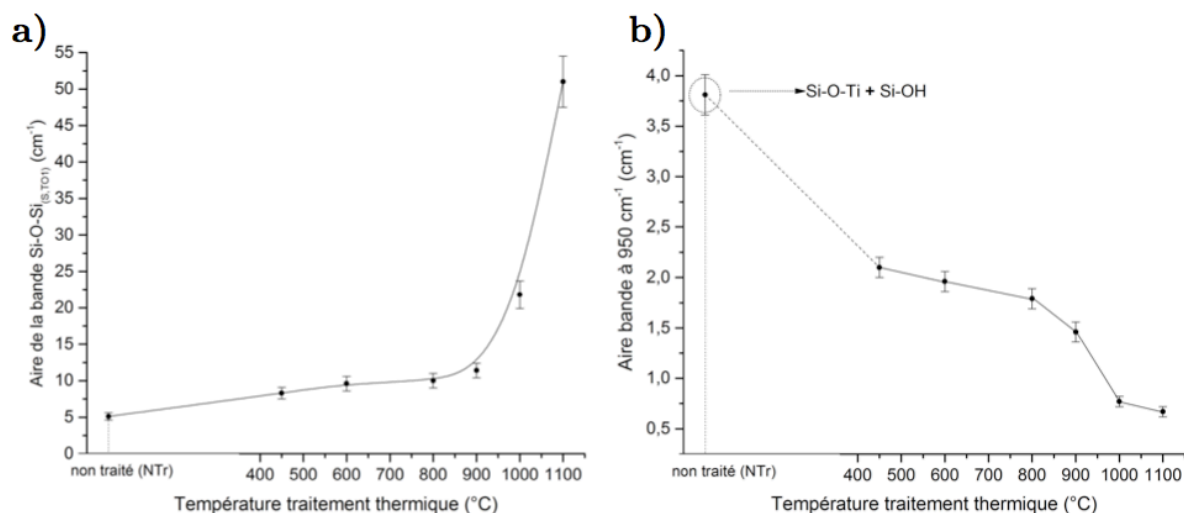 a)
Aire de la bande Si-O-Si(S,TO1) (cm-1)
55
50
45
40
35
30
25
20
15
10
5
0
non traité (NTr)
400 500 600 700 800 900 1000 1100
Température traitement thermique (°C)
b)
Aire bande à 950 cm-1 (cm-1)
4,0
3,5
3,0
2,5
2,0
1,5
1,0
0,5
Si-O-Ti + Si-OH
non traité (NTr)
400 500 600 700 800 900 1000 1100
Température traitement thermique (°C)